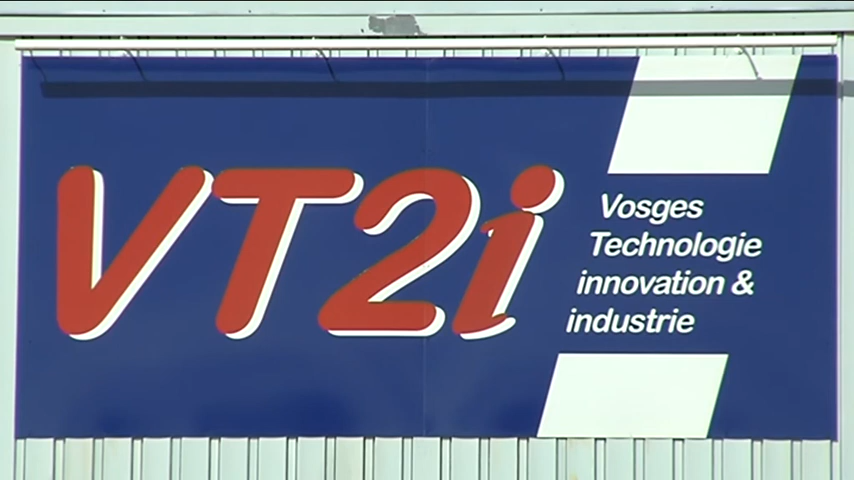 VT2i
Vosges
Technologie
innovation &
industrie